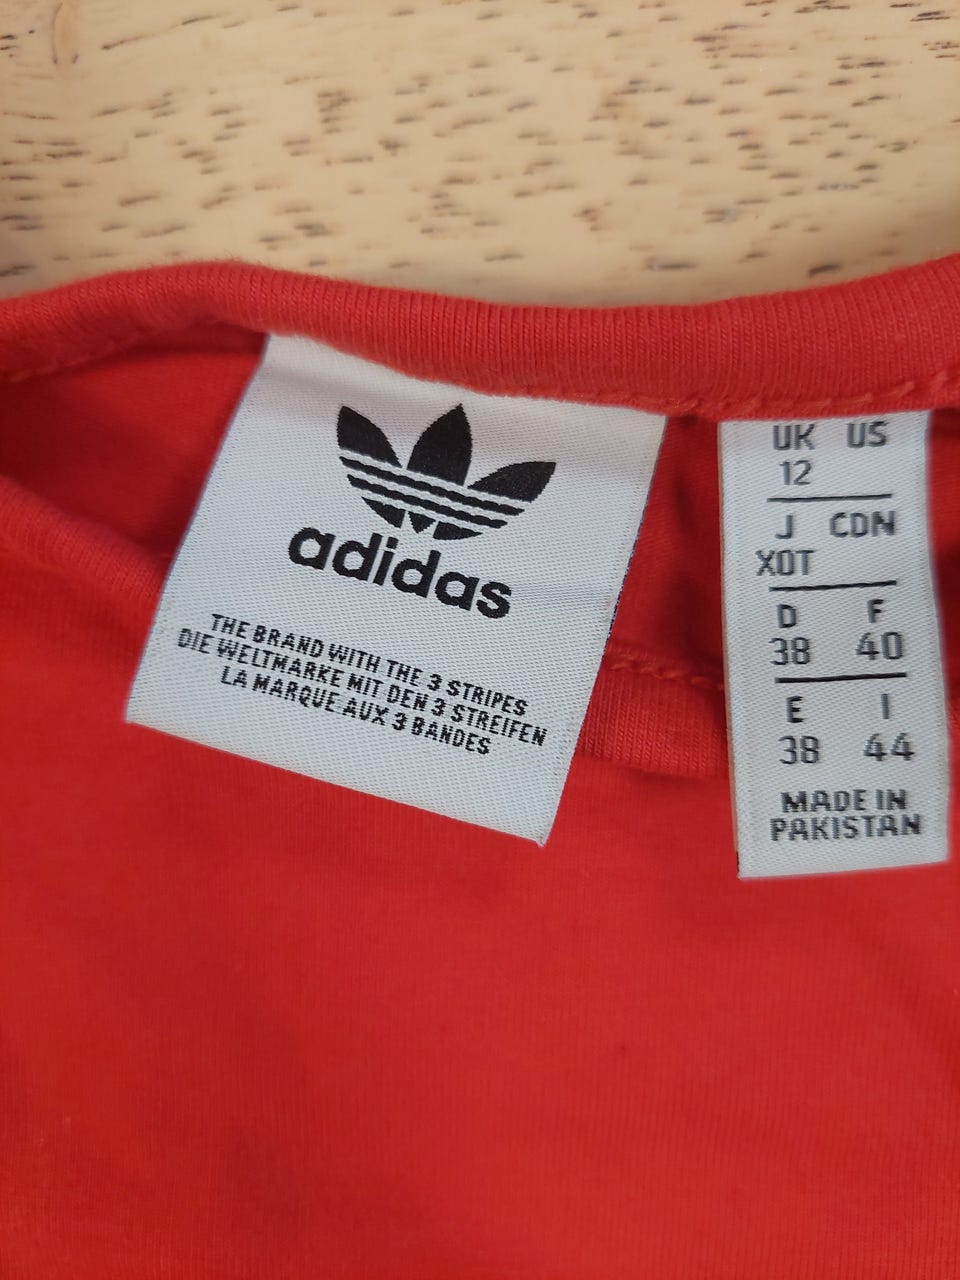 adidas
THE BRAND WITH THE 3 STRIPES
DIE WELTMARKE MIT DEN 3 STREIFEN
LA MARQUE AUX 3 BANDES
UK US
12
J CDN
XOT
D F
38 40
E I
38 44
MADE IN
PAKISTAN